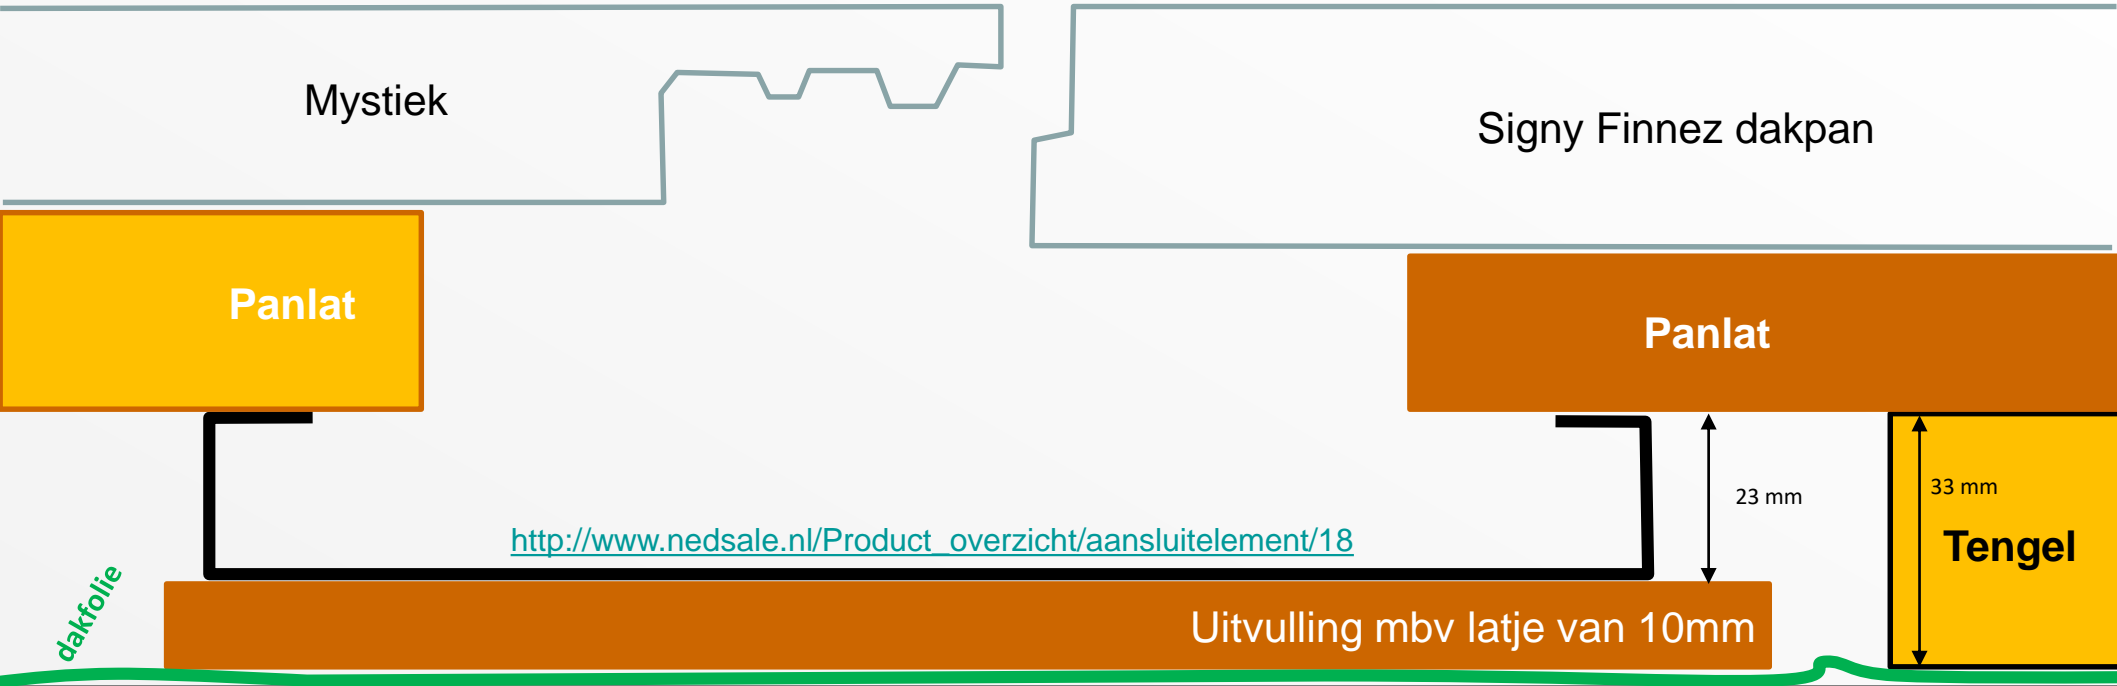 Mystiek
Signy Finnez dakpan
Panlat
Panlat
23 mm
33 mm
http://www.nedsale.nl/Product_overzicht/aansluitelement/18
Tengel
dakfolie
Uitvulling mbv latje van 10mm